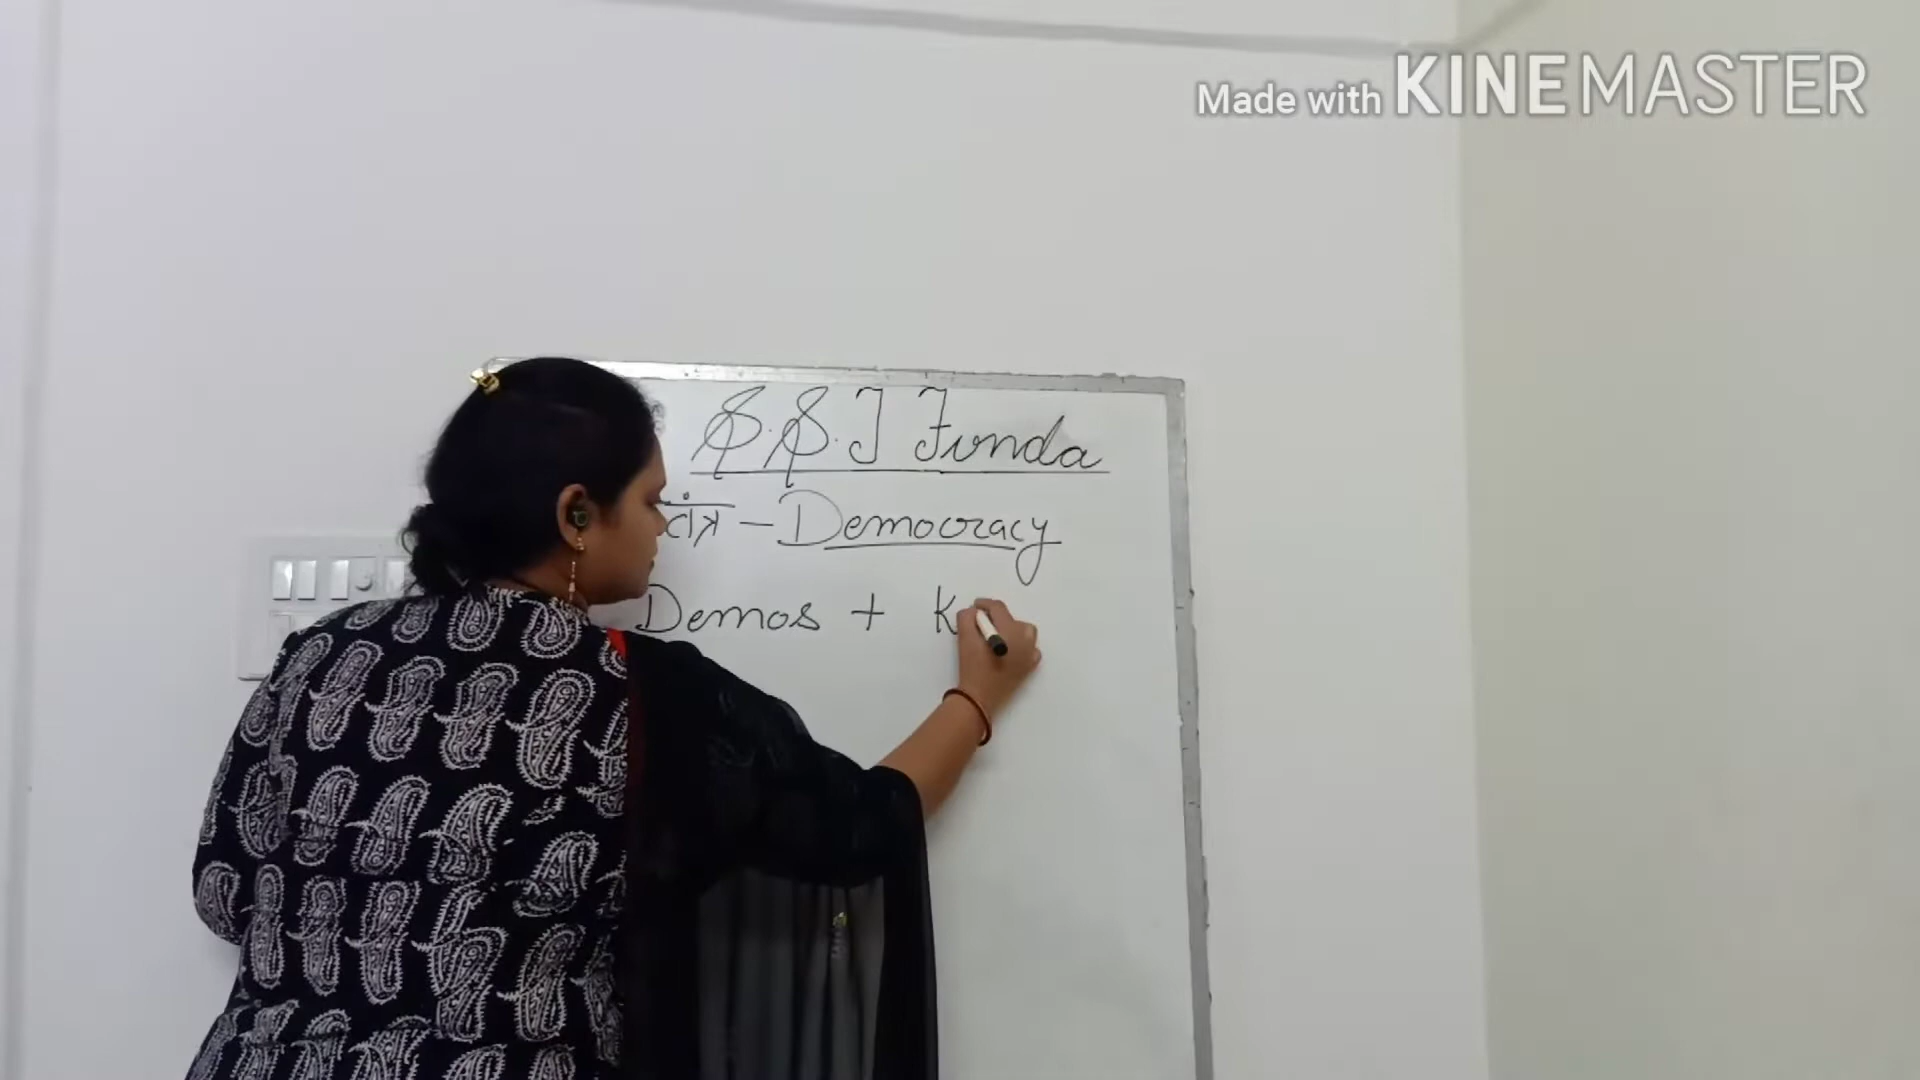 Made with KINEMASTER
S.S.J Funda
– Democracy
Demos + K